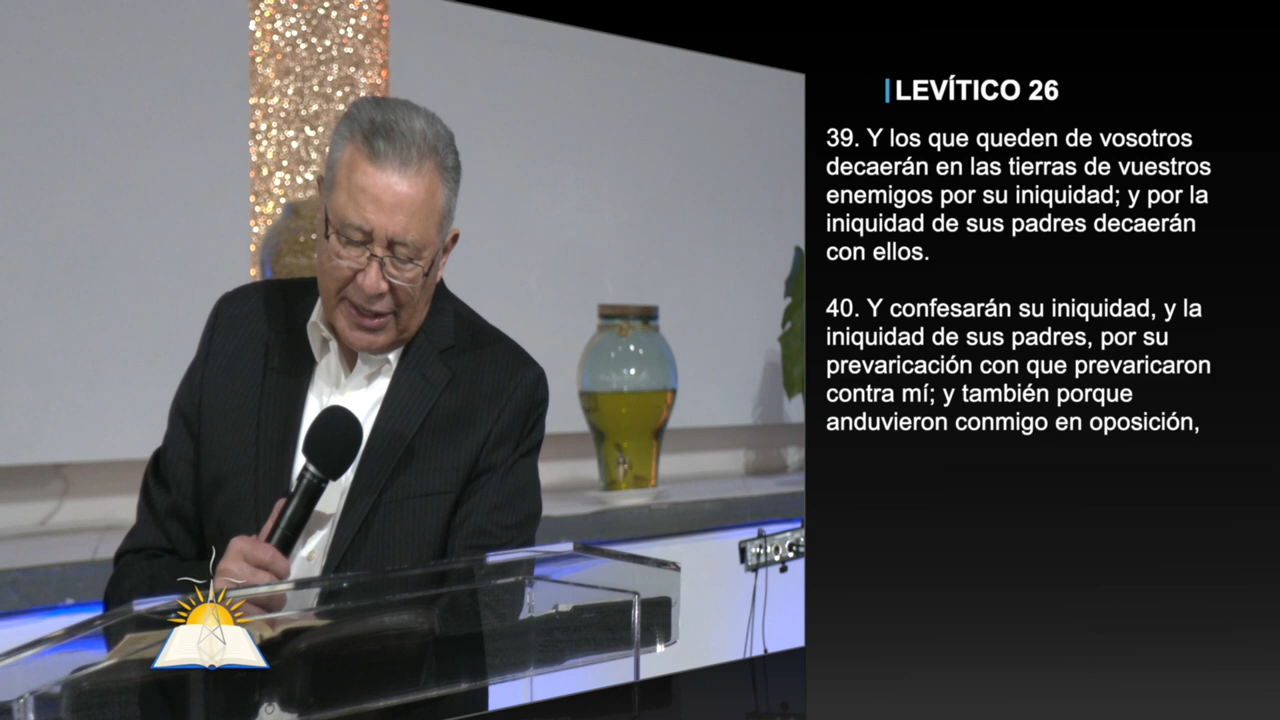 LEVÍTICO 26
39. Y los que queden de vosotros
decaerán en las tierras de vuestros
enemigos por su iniquidad; y por la
iniquidad de sus padres decaerán
con ellos.
40. Y confesarán su iniquidad, y la
iniquidad de sus padres, por su
prevaricación con que prevaricaron
contra mí; y también porque
anduvieron conmigo en oposición,